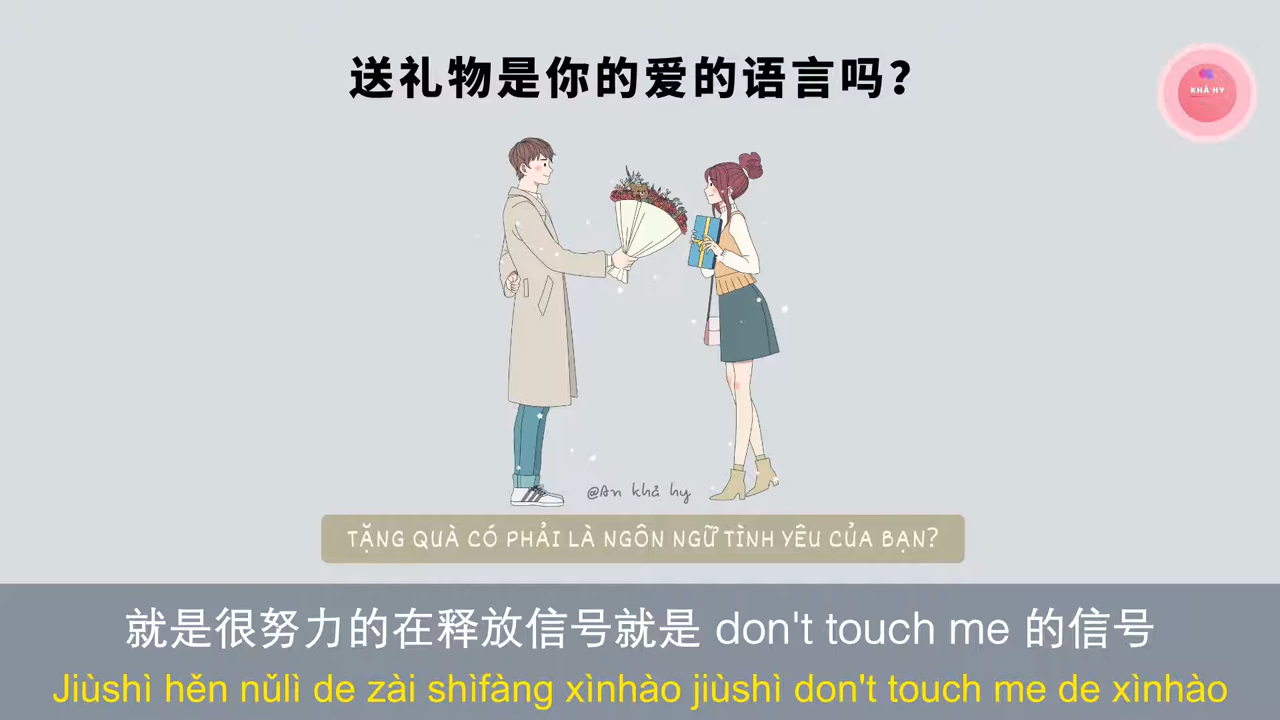 送礼物是你的爱的语言吗?
KHẢ HY
@An khả hy
TẶNG QUÀ CÓ PHẢI LÀ NGÔN NGỮ TÌNH YÊU CỦA BẠN?
就是很努力的在释放信号就是 don't touch me 的信号
Jiùshì hěn nǔlì de zài shìfàng xìnhào jiùshì don't touch me de xìnhào